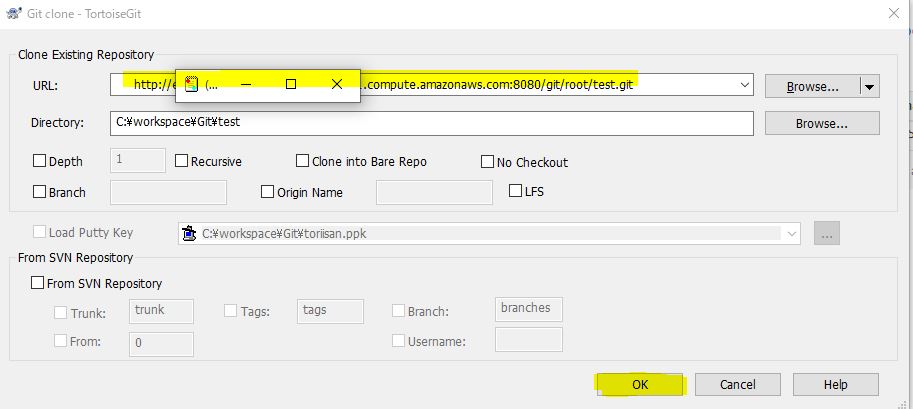 Git clone - TortoiseGit
Clone Existing Repository
URL: http://e 1.compute.amazonaws.com:8080/git/root/test.git Browse...
(...
Directory: C:¥workspace¥Git¥test Browse...
Depth 1 Recursive Clone into Bare Repo No Checkout
Branch Origin Name LFS
Load Putty Key C:¥workspace¥Git¥toriisan.ppk ...
From SVN Repository
From SVN Repository
Trunk: trunk Tags: tags Branch: branches
From: 0 Username:
OK Cancel Help